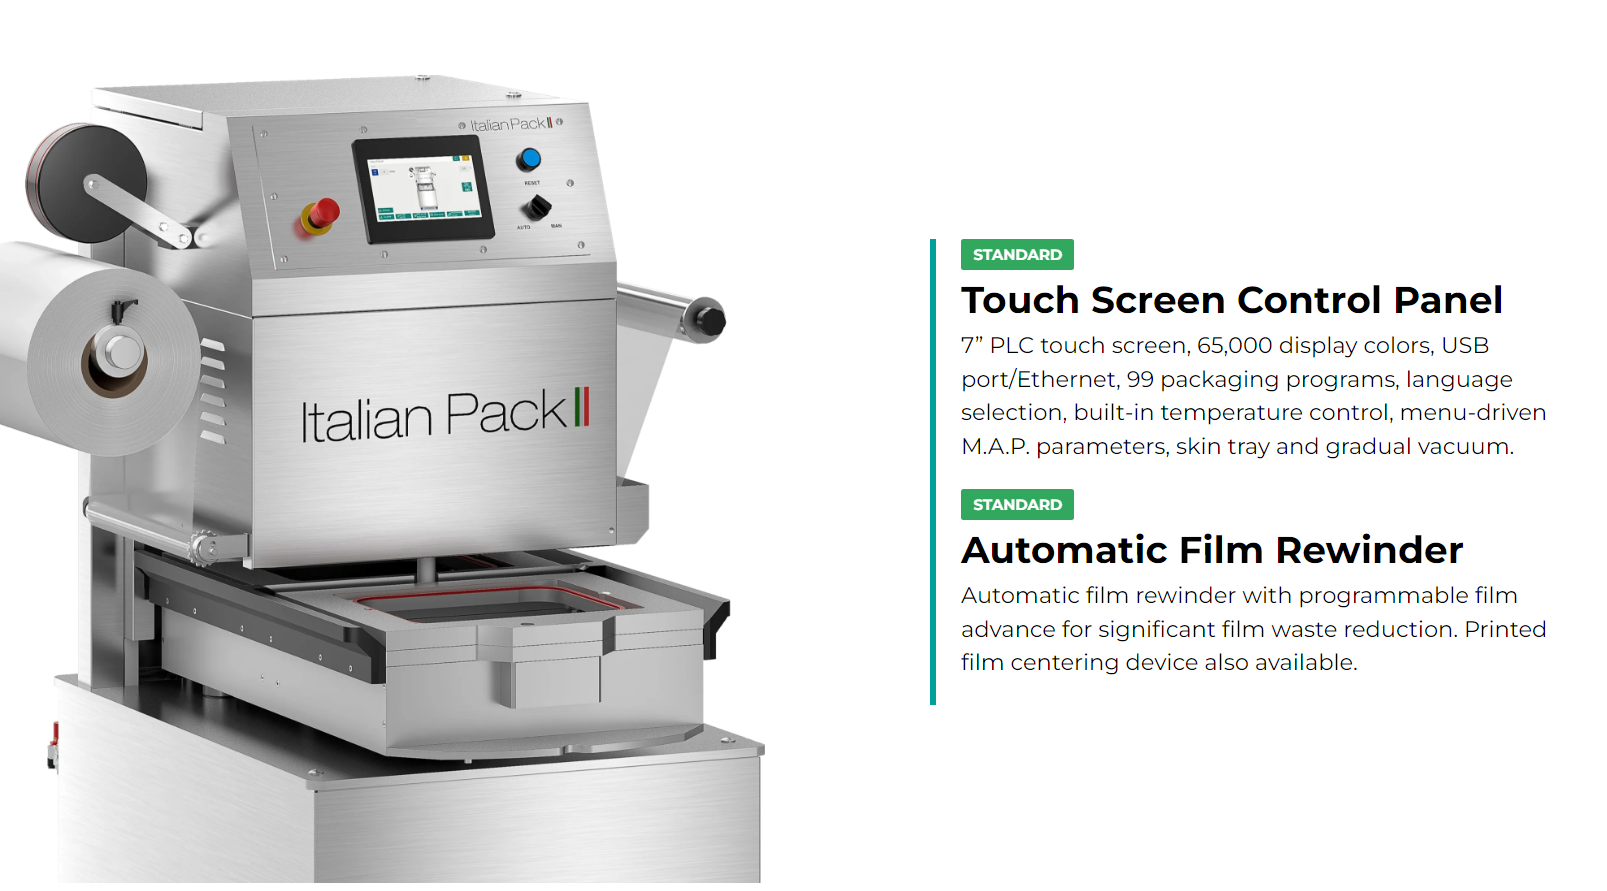 Italian Pack
RESET
AUTO
MAN
Italian Pack
STANDARD
Touch Screen Control Panel
7” PLC touch screen, 65,000 display colors, USB
port/Ethernet, 99 packaging programs, language
selection, built-in temperature control, menu-driven
M.A.P. parameters, skin tray and gradual vacuum.
STANDARD
Automatic Film Rewinder
Automatic film rewinder with programmable film
advance for significant film waste reduction. Printed
film centering device also available.